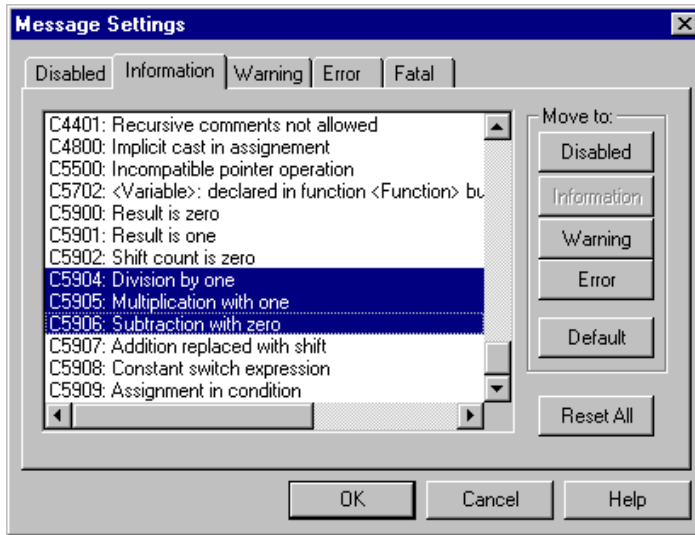 Message Settings
Disabled Information Warning Error Fatal
C4401: Recursive comments not allowed
C4800: Implicit cast in assignement
C5500: Incompatible pointer operation
C5702: <Variable>: declared in function <Function> bu
C5900: Result is zero
C5901: Result is one
C5902: Shift count is zero
C5904: Division by one
C5905: Multiplication with one
C5906: Subtraction with zero
C5907: Addition replaced with shift
C5908: Constant switch expression
C5909: Assignment in condition
Move to:
Disabled
Information
Warning
Error
Default
Reset All
OK Cancel Help